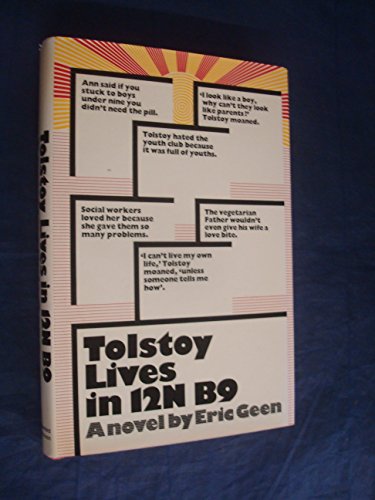 Ann said if you
stuck to boys
under nine you
didn't need the pill.
'I look like a boy,
why can't they look
like parents?'
Tolstoy moaned.
Tolstoy hated the
youth club because
it was full of youths.
Social workers
loved her because
she gave them so
many problems.
The vegetarian
Father wouldn't
even give his wife a
love bite.
'I can't live my own
life,' Tolstoy
moaned, 'unless
someone tells me
how'.
Tolstoy
Lives
in 12N B9
A novel by Eric Geen
Tolstoy Lives in 12N B9